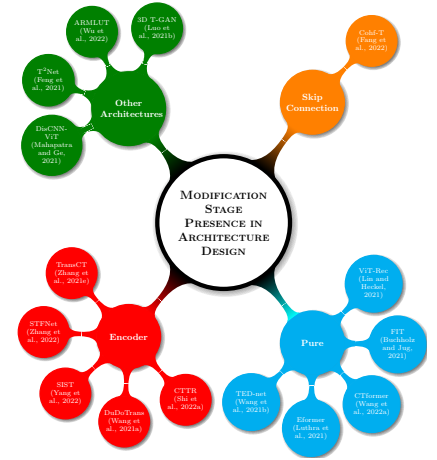 ARMLUT
(Wu et
al., 2022)
3D T-GAN
(Luo et
al., 2021b)
T²Net
(Feng et
al., 2021)
DisCNN-
ViT
(Mahapatra
and Ge,
2021)
Other
Architectures
(Fang et
al., 2022)
Skip
Connection
MODIFICATION
STAGE
PRESENCE IN
ARCHITECTURE
DESIGN
TransCT
(Zhang et
al., 2021e)
STFNet
(Zhang et
al., 2022)
SIST
(Yang et
al., 2022)
DuDoTrans
(Wang et
al., 2021a)
CTTR
(Shi et
al., 2022a)
Encoder
ViT-Rec
(Lin and
Heckel,
2021)
FIT
(Buchholz
and Jug,
2021)
CTformer
(Wang et
al., 2022a)
Eformer
(Luthra et
al., 2021)
TED-net
(Wang et
al., 2021b)
Pure